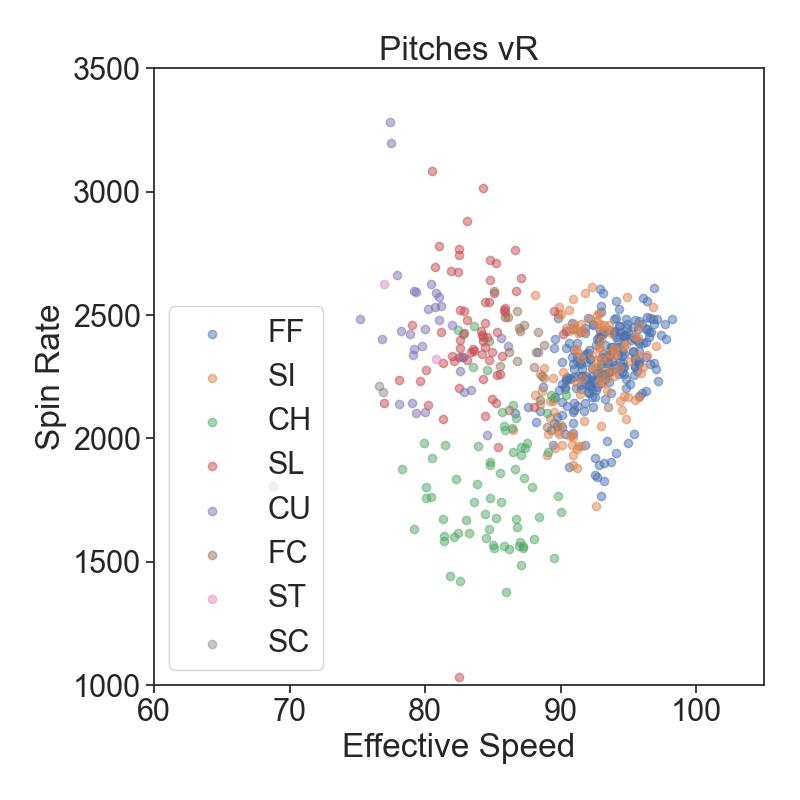 Pitches vR
3500
3000
2500
2000
1500
1000
Spin Rate
FF
SI
CH
SL
CU
FC
ST
SC
60 70 80 90 100
Effective Speed